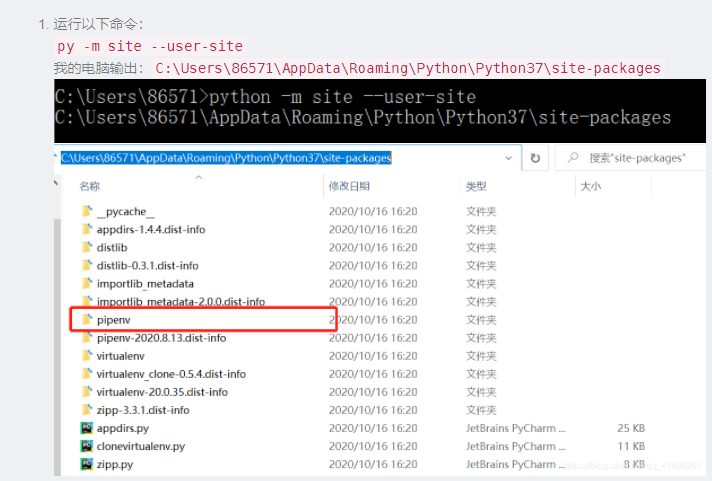 1. 运行以下命令：
py -m site --user-site
我的电脑输出：C:\Users\86571\AppData\Roaming\Python\Python37\site-packages
C:\Users\86571>python -m site --user-site
C:\Users\86571\AppData\Roaming\Python\Python37\site-packages
C:\Users\86571\AppData\Roaming\Python\Python37\site-packages 搜索"site-packages"
名称 修改日期 类型 大小
__pycache__ 2020/10/16 16:20 文件夹
appdirs-1.4.4.dist-info 2020/10/16 16:20 文件夹
distlib 2020/10/16 16:20 文件夹
distlib-0.3.1.dist-info 2020/10/16 16:20 文件夹
importlib_metadata 2020/10/16 16:20 文件夹
importlib_metadata-2.0.0.dist-info 2020/10/16 16:20 文件夹
pipenv 2020/10/16 16:20 文件夹
pipenv-2020.8.13.dist-info 2020/10/16 16:20 文件夹
virtualenv 2020/10/16 16:20 文件夹
virtualenv_clone-0.5.4.dist-info 2020/10/16 16:20 文件夹
virtualenv-20.0.35.dist-info 2020/10/16 16:20 文件夹
zipp-3.3.1.dist-info 2020/10/16 16:20 文件夹
appdirs.py 2020/10/16 16:20 JetBrains PyCharm ... 25 KB
clonevirtualenv.py 2020/10/16 16:20 JetBrains PyCharm ... 11 KB
zipp.py 2020/10/16 16:20 JetBrains PyCharm ... 8 KB